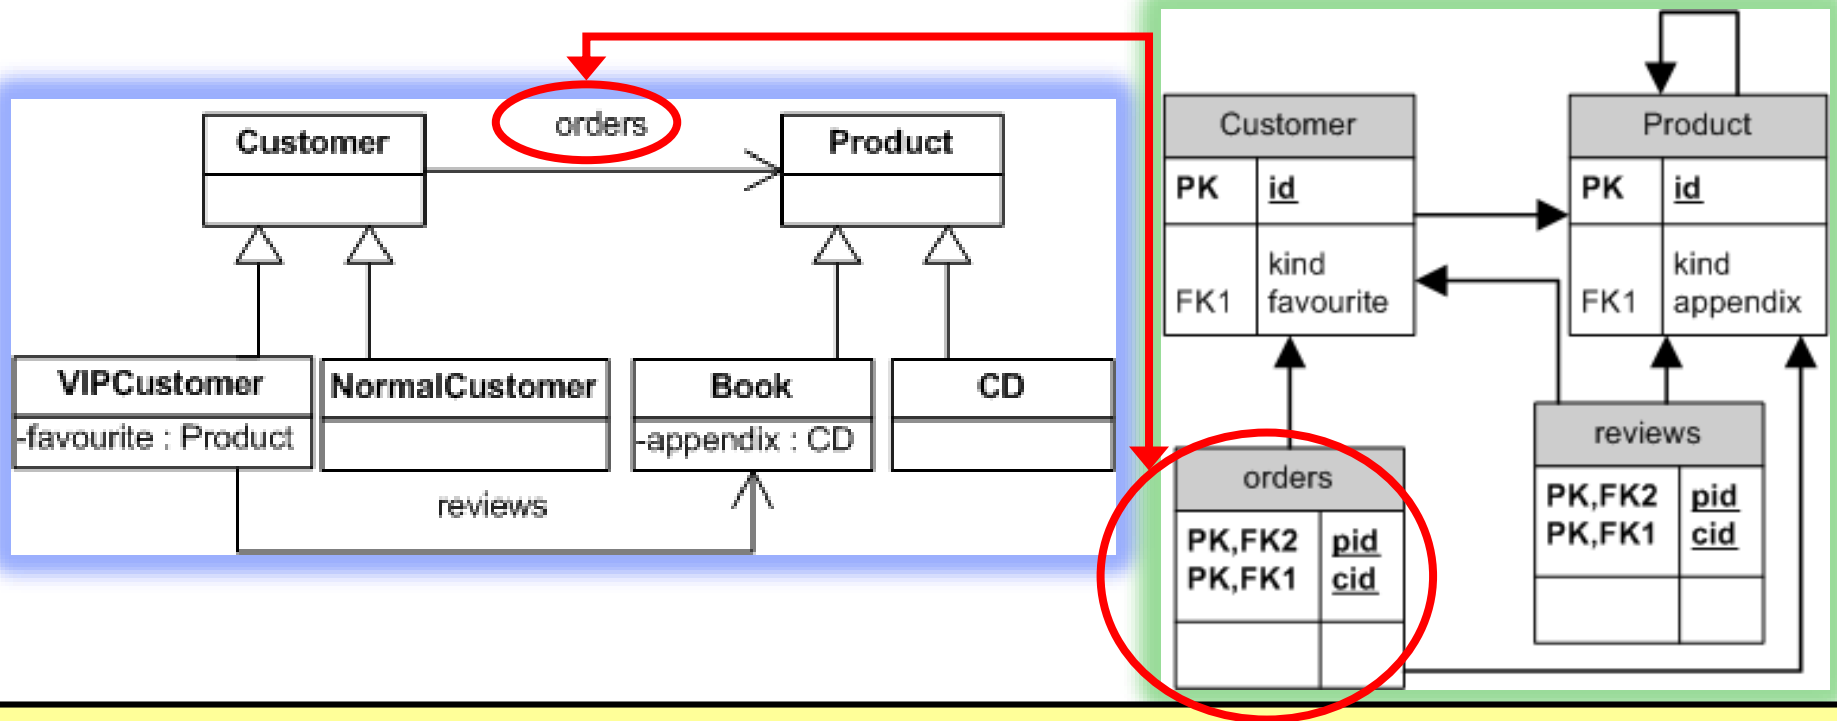 orders
Customer
Product
VIPCustomer
-favourite : Product
NormalCustomer
Book
-appendix : CD
CD
reviews
Customer
PK id
kind
FK1 favourite
Product
PK id
kind
FK1 appendix
orders
PK,FK2 pid
PK,FK1 cid
reviews
PK,FK2 pid
PK,FK1 cid